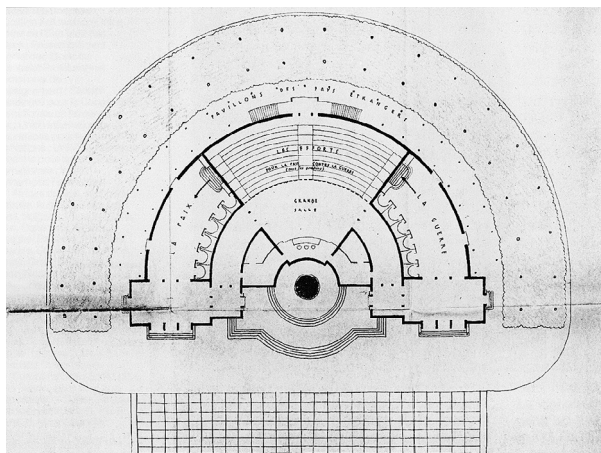 PAVILLONS DES PAYS ÉTRANGERS
LES EFFORTS
POUR LA PAIX CONTRE LA GUERRE
LA PAIX
GRANDE
SALLE
LA GUERRE